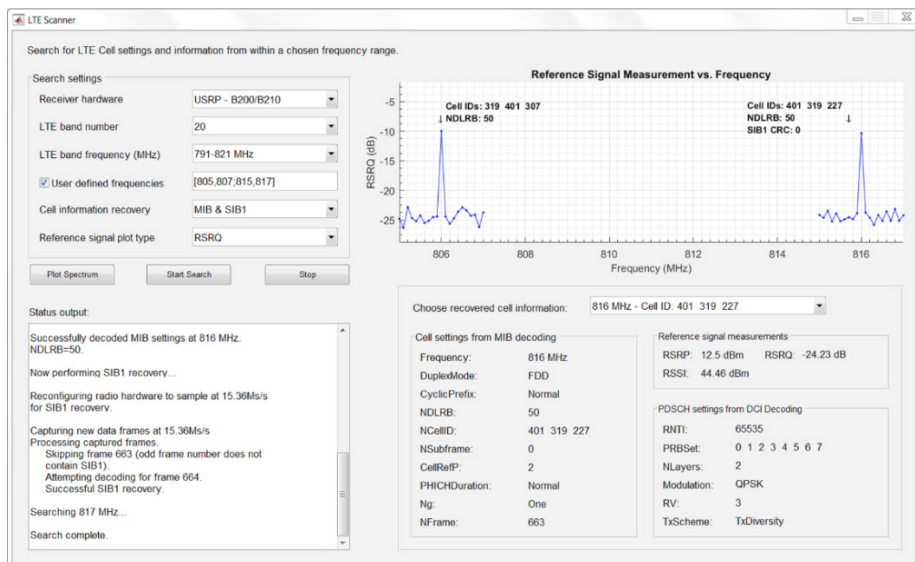 LTE Scanner
Search for LTE Cell settings and information from within a chosen frequency range.
Search settings
Receiver hardware USRP - B200/B210
LTE band number 20
LTE band frequency (MHz) 791-821 MHz
User defined frequencies [805,807;815,817]
Cell information recovery MIB & SIB1
Reference signal plot type RSRQ
Plot Spectrum Start Search Stop
Status output:
Successfully decoded MIB settings at 816 MHz.
NDLRB=50.
Now performing SIB1 recovery...
Reconfiguring radio hardware to sample at 15.36Ms/s
for SIB1 recovery.
Capturing new data frames at 15.36Ms/s
Processing captured frames.
Skipping frame 663 (odd frame number does not
contain SIB1).
Attempting decoding for frame 664.
Successful SIB1 recovery.
Searching 817 MHz...
Search complete.
Reference Signal Measurement vs. Frequency
RSRQ (dB)
-5
-10
-15
-20
-25
Cell IDs: 319 401 307
↓ NDLRB: 50
Cell IDs: 401 319 227
NDLRB: 50 ↓
SIB1 CRC: 0
806 808 810 812 814 816
Frequency (MHz)
Choose recovered cell information: 816 MHz - Cell ID: 401 319 227
Cell settings from MIB decoding
Frequency: 816 MHz
DuplexMode: FDD
CyclicPrefix: Normal
NDLRB: 50
NCellID: 401 319 227
NSubframe: 0
CellRefP: 2
PHICHDuration: Normal
Ng: One
NFrame: 663
Reference signal measurements
RSRP: 12.5 dBm RSRQ: -24.23 dB
RSSI: 44.46 dBm
PDSCH settings from DCI Decoding
RNTI: 65535
PRBSet: 0 1 2 3 4 5 6 7
NLayers: 2
Modulation: QPSK
RV: 3
TxScheme: TxDiversity